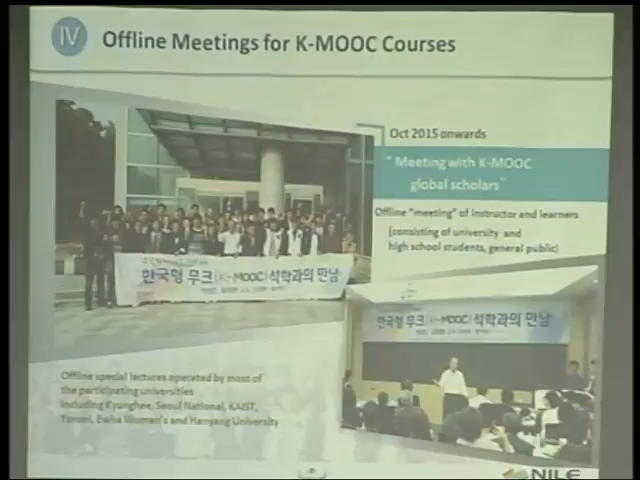 IV
Offline Meetings for K-MOOC Courses
Oct 2015 onwards
"Meeting with K-MOOC
global scholars"
Offline "meeting" of instructor and learners
(consisting of university and
high school students, general public)
한국형 무크(K-MOOC)석학과의 만남
한국형 무크(K-MOOC)석학과의 만남
Offline special lectures operated by most of
the participating universities
including Kyunghee, Seoul National, KAIST,
Yonsei, Ewha Woman's and Hanyang University
NILE